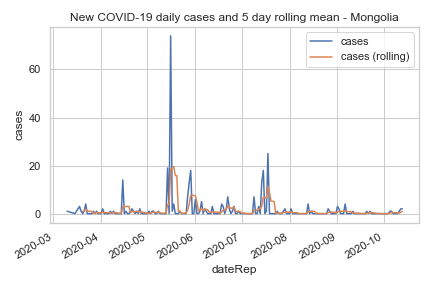 New COVID-19 daily cases and 5 day rolling mean - Mongolia
cases
cases (rolling)
60
40
20
0
cases
2020-03
2020-04
2020-05
2020-06
2020-07
2020-08
2020-09
2020-10
dateRep